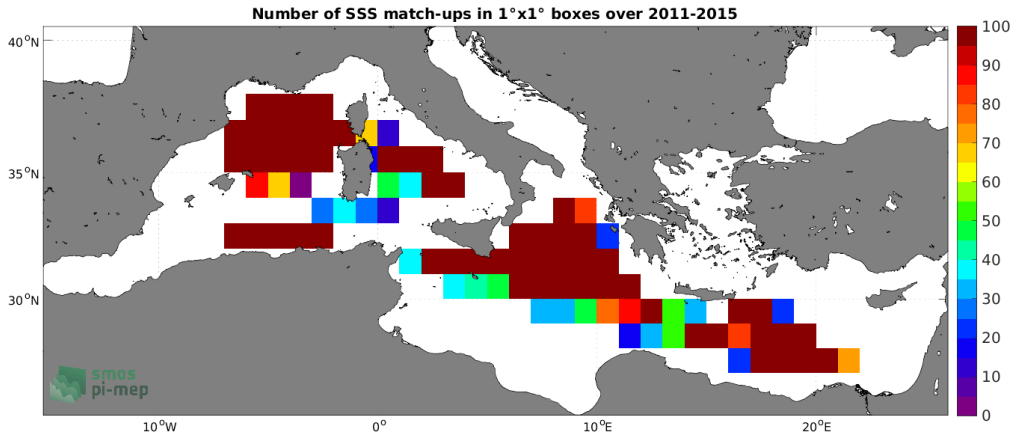 Number of SSS match-ups in 1°x1° boxes over 2011-2015
40°N
35°N
30°N
10°W
0°
10°E
20°E
100
90
80
70
60
50
40
30
20
10
0
smos
pi-mep